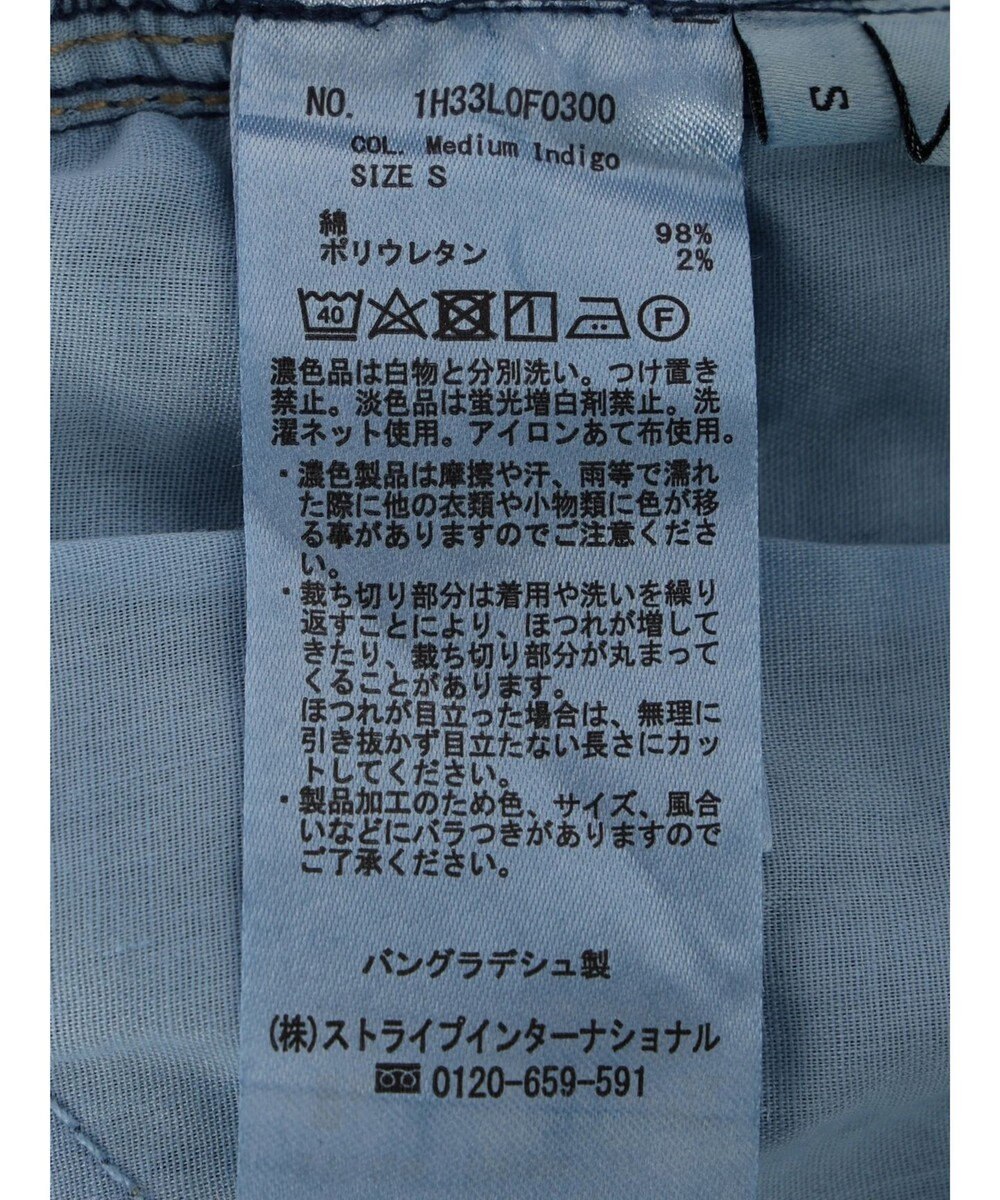 NO. 1H33L0F0300
COL. Medium Indigo
SIZE S
S
綿 98%
ポリウレタン 2%
40 F
濃色品は白物と分別洗い。つけ置き
禁止。淡色品は蛍光増白剤禁止。洗
濯ネット使用。アイロンあて布使用。
・濃色製品は摩擦や汗、雨等で濡れ
た際に他の衣類や小物類に色が移
る事がありますのでご注意くださ
い。
・裁ち切り部分は着用や洗いを繰り
返すことにより、ほつれが増して
きたり、裁ち切り部分が丸まって
くることがあります。
ほつれが目立った場合は、無理に
引き抜かず目立たない長さにカッ
トしてください。
・製品加工のため色、サイズ、風合
いなどにバラつきがありますので
ご了承ください。
バングラデシュ製
(株)ストライプインターナショナル
0120-659-591